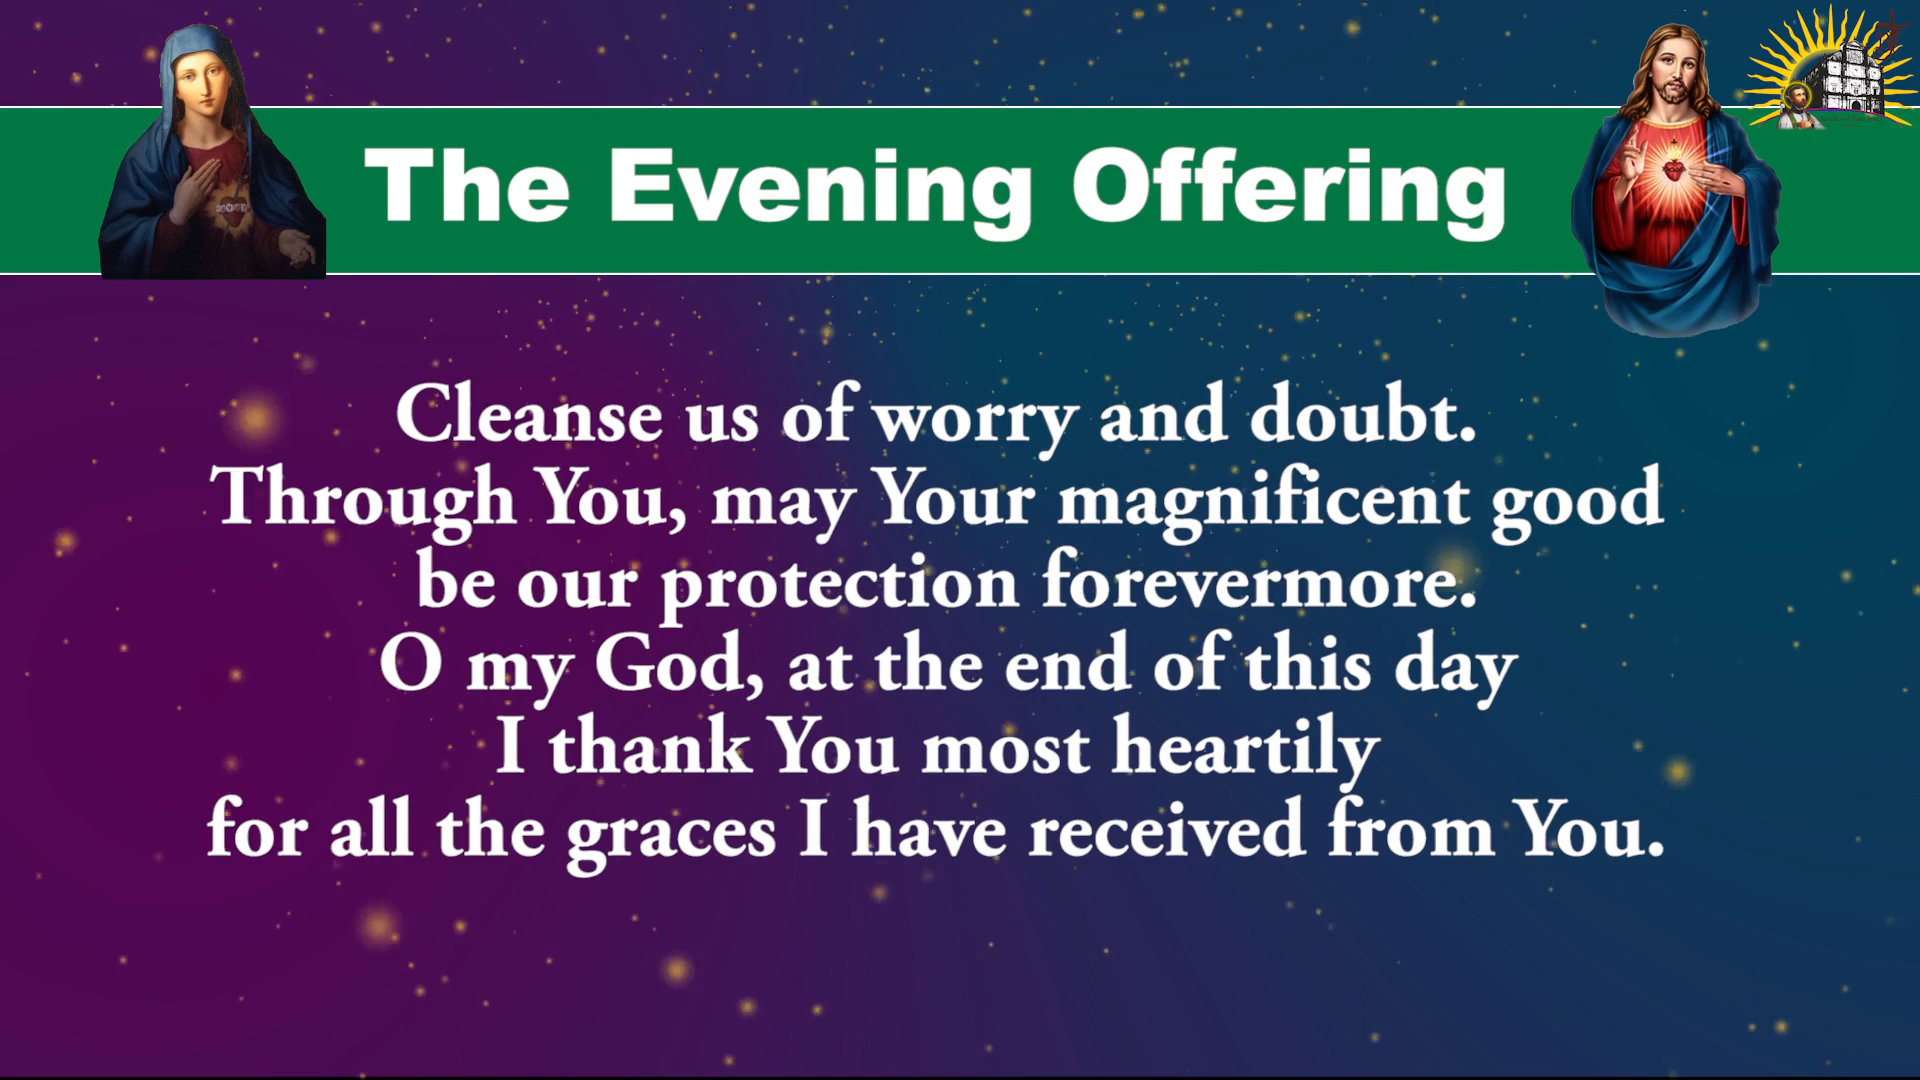 The Evening Offering
Cleanse us of worry and doubt.
Through You, may Your magnificent good
be our protection forevermore.
O my God, at the end of this day
I thank You most heartily
for all the graces I have received from You.